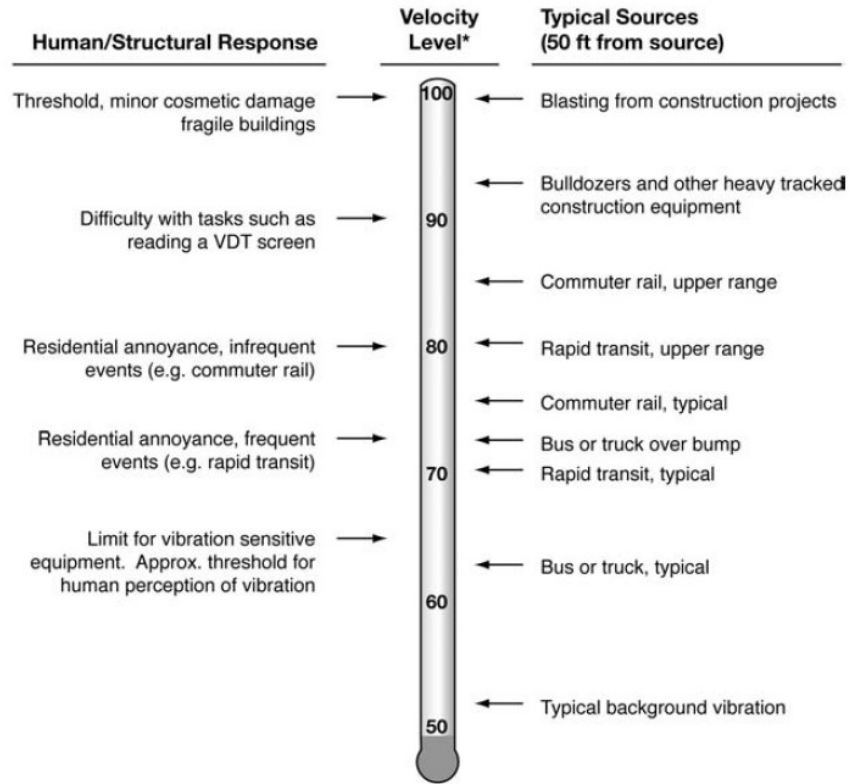 Human/Structural Response
Velocity
Level*
Typical Sources
(50 ft from source)
Threshold, minor cosmetic damage
fragile buildings
100
Blasting from construction projects
Bulldozers and other heavy tracked
construction equipment
Difficulty with tasks such as
reading a VDT screen
90
Commuter rail, upper range
Residential annoyance, infrequent
events (e.g. commuter rail)
80
Rapid transit, upper range
Commuter rail, typical
Residential annoyance, frequent
events (e.g. rapid transit)
Bus or truck over bump
70
Rapid transit, typical
Limit for vibration sensitive
equipment. Approx. threshold for
human perception of vibration
Bus or truck, typical
60
Typical background vibration
50